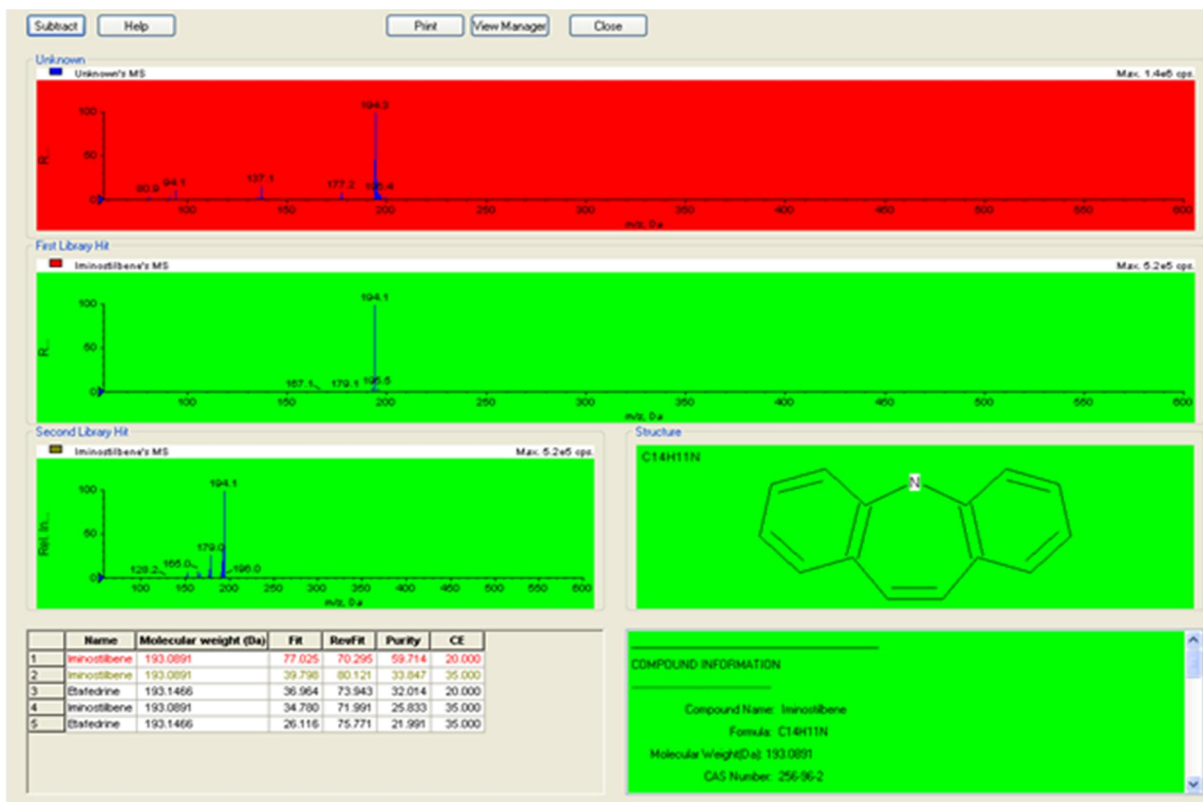 Subtract Help Print View Manager Close
Unknown
Unknown's MS Max. 1.4e6 cps.
100
194.3
50
R...
80.9 94.1 137.1 177.2 195.4
0
100 150 200 250 300 350 400 450 500 550 600
m/z, Da
First Library Hit
Iminostilbene's MS Max. 5.2e5 cps.
100
194.1
50
R...
167.1 179.1 195.5
0
100 150 200 250 300 350 400 450 500 550 600
m/z, Da
Second Library Hit
Iminostilbene's MS Max. 5.2e5 cps.
100
194.1
50
Rel. In...
128.2 165.0 179.0 196.0
0
100 150 200 250 300 350 400 450 500 550 600
m/z, Da
Structure
C14H11N
N
Name Molecular weight (Da) Fit RevFit Purity CE
1 Iminostilbene 193.0891 77.025 70.295 59.714 20.000
2 Iminostilbene 193.0891 39.798 80.121 33.847 35.000
3 Etafedrine 193.1466 36.964 73.943 32.014 20.000
4 Iminostilbene 193.0891 34.780 71.991 25.833 35.000
5 Etafedrine 193.1466 26.116 75.771 21.991 35.000
COMPOUND INFORMATION
Compound Name: Iminostilbene
Formula: C14H11N
Molecular Weight(Da): 193.0891
CAS Number: 256-96-2